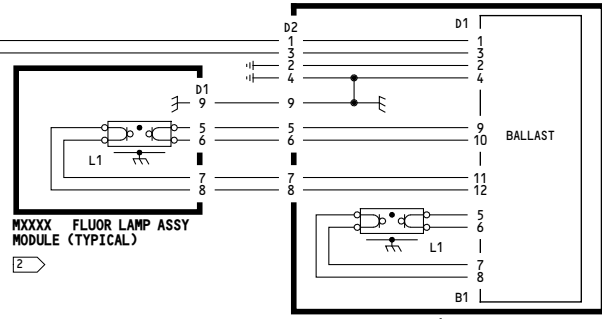 D2 D1
1 1
3 3
2 2
D1 4 4
9 9
5 5 9
6 6 10
BALLAST
L1
7 7 11
8 8 12
5
6
L1
MXXXX FLUOR LAMP ASSY
MODULE (TYPICAL)
2
7
8
B1